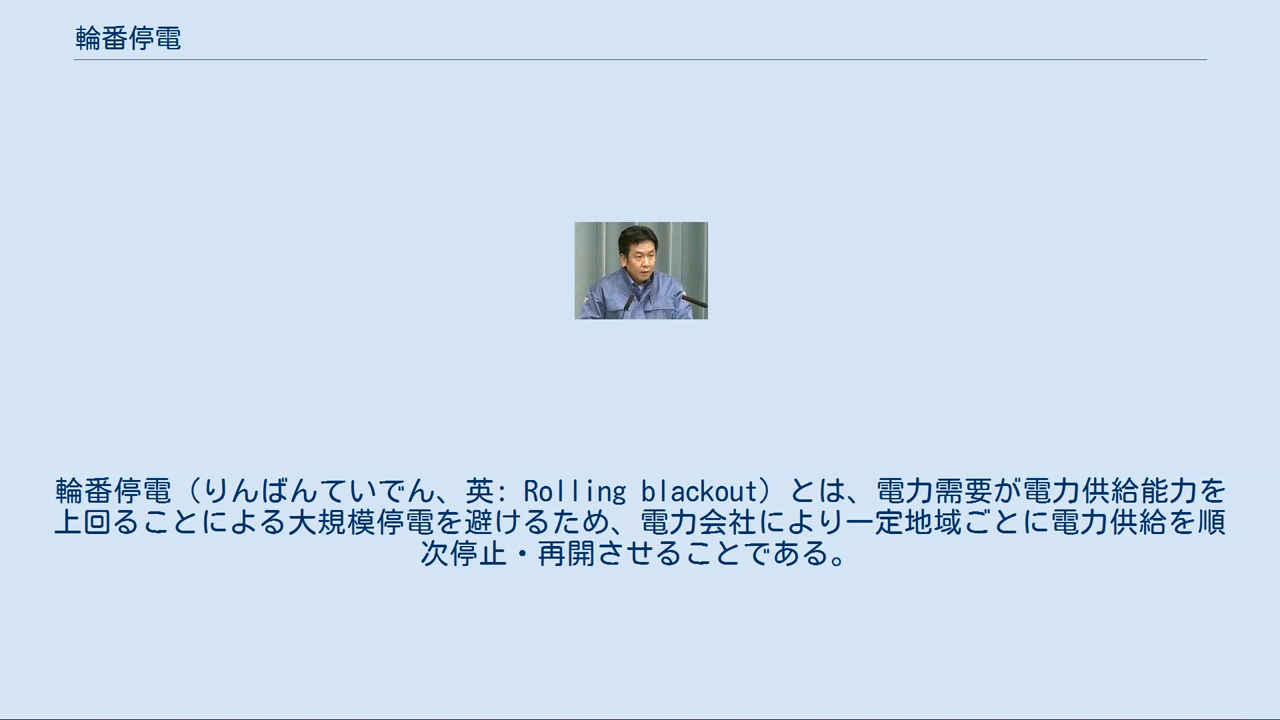 輪番停電
輪番停電（りんばんていでん、英: Rolling blackout）とは、電力需要が電力供給能力を
上回ることによる大規模停電を避けるため、電力会社により一定地域ごとに電力供給を順
次停止・再開させることである。